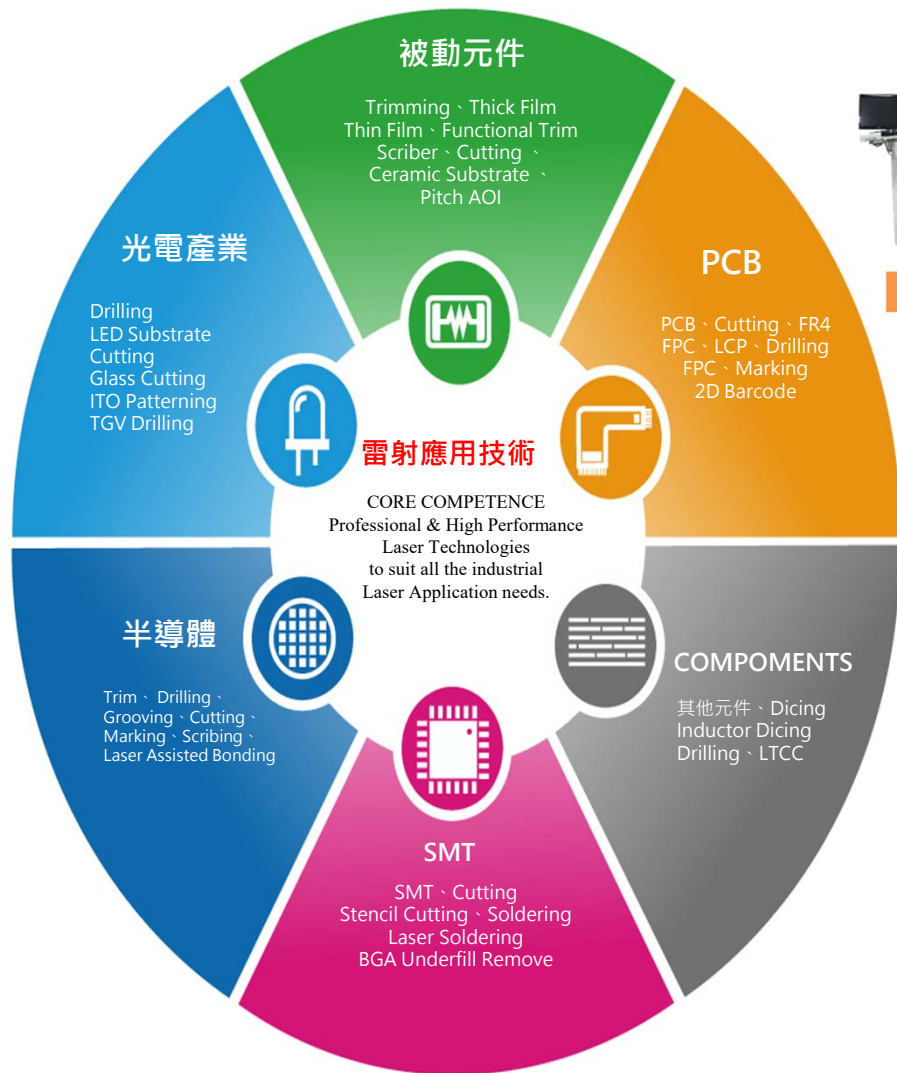 被動元件
Trimming、Thick Film
Thin Film、Functional Trim
Scriber、Cutting 、
Ceramic Substrate 、
Pitch AOI
光電產業
Drilling
LED Substrate
Cutting
Glass Cutting
ITO Patterning
TGV Drilling
PCB
PCB、Cutting、FR4
FPC、LCP、Drilling
FPC、Marking
2D Barcode
雷射應用技術
CORE COMPETENCE
Professional & High Performance
Laser Technologies
to suit all the industrial
Laser Application needs.
半導體
Trim、Drilling、
Grooving、Cutting、
Marking、Scribing、
Laser Assisted Bonding
COMPOMENTS
其他元件、Dicing
Inductor Dicing
Drilling、LTCC
SMT
SMT、Cutting
Stencil Cutting、Soldering
Laser Soldering
BGA Underfill Remove